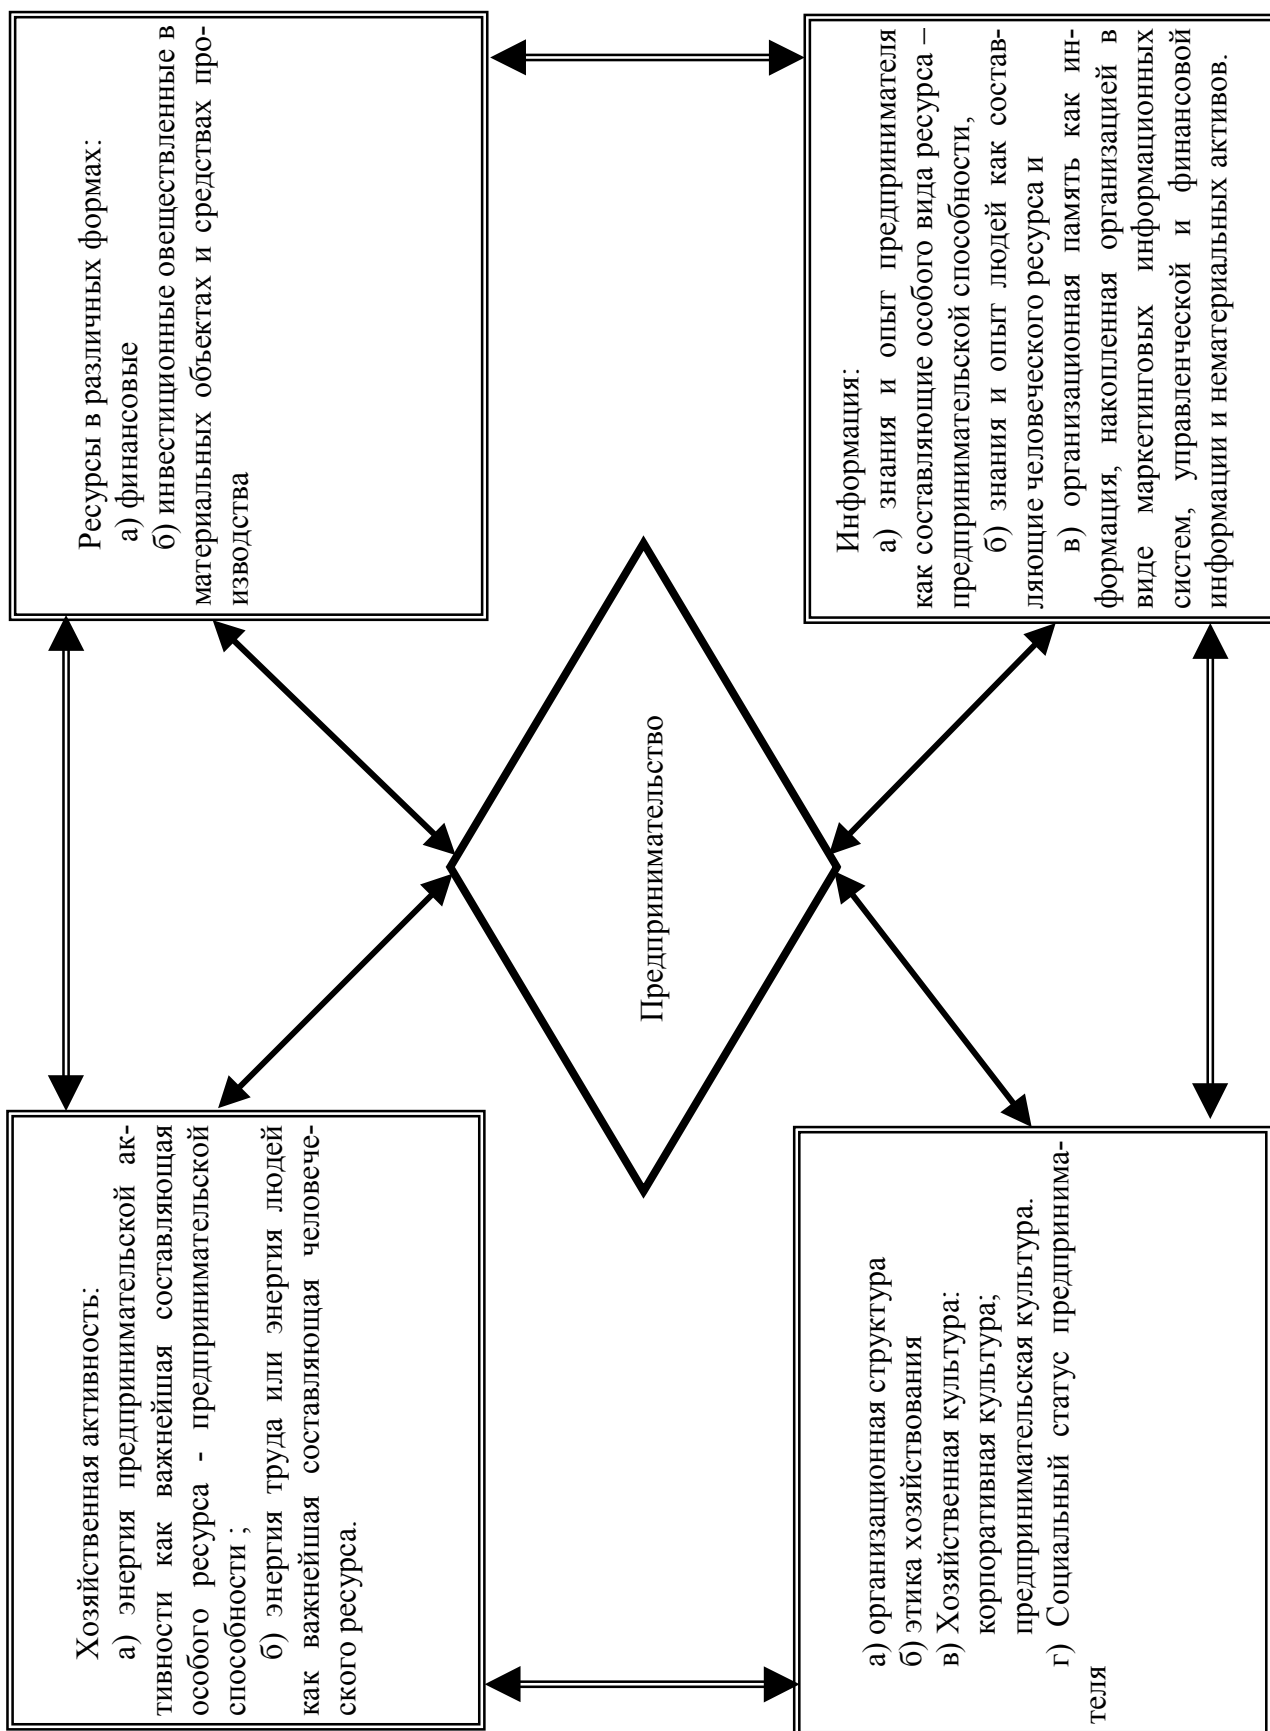 Хозяйственная активность:
а) энергия предпринимательской ак-
тивности как важнейшая составляющая
особого ресурса - предпринимательской
способности ;
б) энергия труда или энергия людей
как важнейшая составляющая человече-
ского ресурса.
Ресурсы в различных формах:
а) финансовые
б) инвестиционные овеществленные в
материальных объектах и средствах про-
изводства
Предпринимательство
а) организационная структура
б) этика хозяйствования
в) Хозяйственная культура:
корпоративная культура;
предпринимательская культура.
г) Социальный статус предпринима-
теля
Информация:
а) знания и опыт предпринимателя
как составляющие особого вида ресурса –
предпринимательской способности,
б) знания и опыт людей как состав-
ляющие человеческого ресурса и
в) организационная память как ин-
формация, накопленная организацией в
виде маркетинговых информационных
систем, управленческой и финансовой
информации и нематериальных активов.